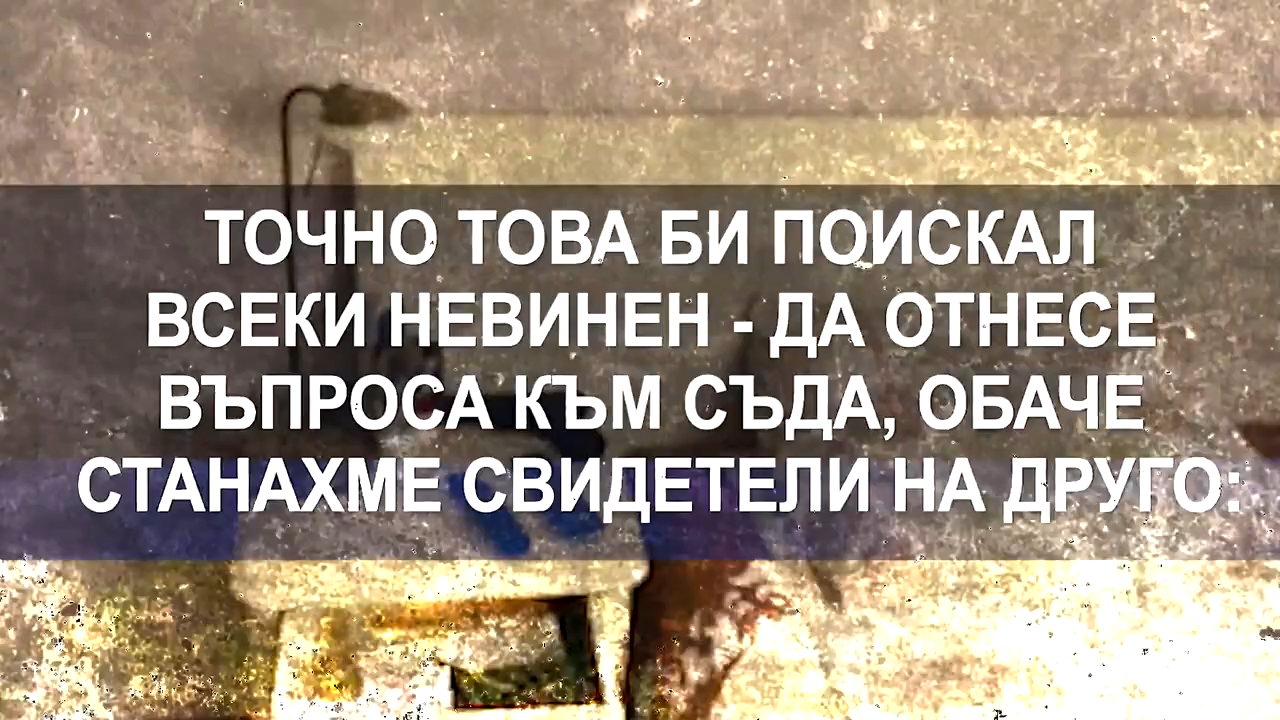 ТОЧНО ТОВА БИ ПОИСКАЛ
ВСЕКИ НЕВИНЕН - ДА ОТНЕСЕ
ВЪПРОСА КЪМ СЪДА, ОБАЧЕ
СТАНАХМЕ СВИДЕТЕЛИ НА ДРУГО: